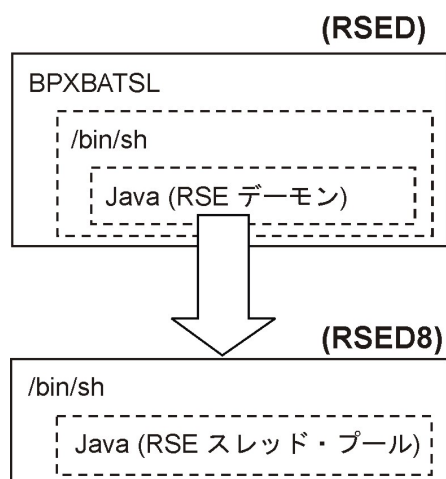 (RSED)
BPXBATSL
/bin/sh
Java (RSE デーモン)
(RSED8)
/bin/sh
Java (RSE スレッド・プール)